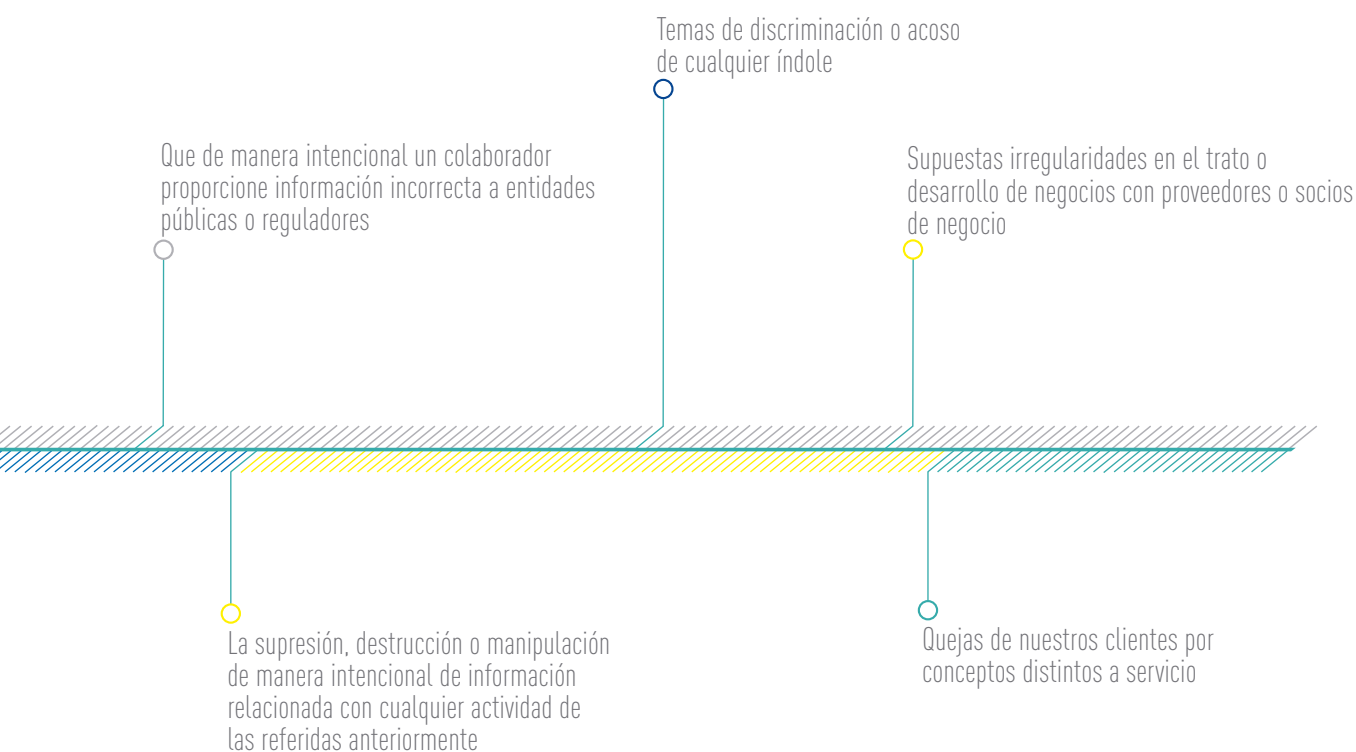 Temas de discriminación o acoso
de cualquier índole
Que de manera intencional un colaborador
proporcione información incorrecta a entidades
públicas o reguladores
Supuestas irregularidades en el trato o
desarrollo de negocios con proveedores o socios
de negocio
La supresión, destrucción o manipulación
de manera intencional de información
relacionada con cualquier actividad de
las referidas anteriormente
Quejas de nuestros clientes por
conceptos distintos a servicio